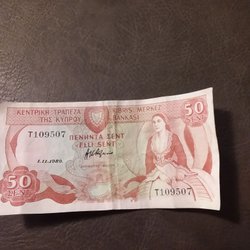 ΚΕΝΤΡΙΚΗ ΤΡΑΠΕΖΑ ΤΗΣ ΚΥΠΡΟΥ
KIBRIS MERKEZ BANKASI
50
SENT
T109507
ΠΕΝΗΝΤΑ ΣΕΝΤ
ELLİ SENT
1.11.1989
T109507
50
SENT